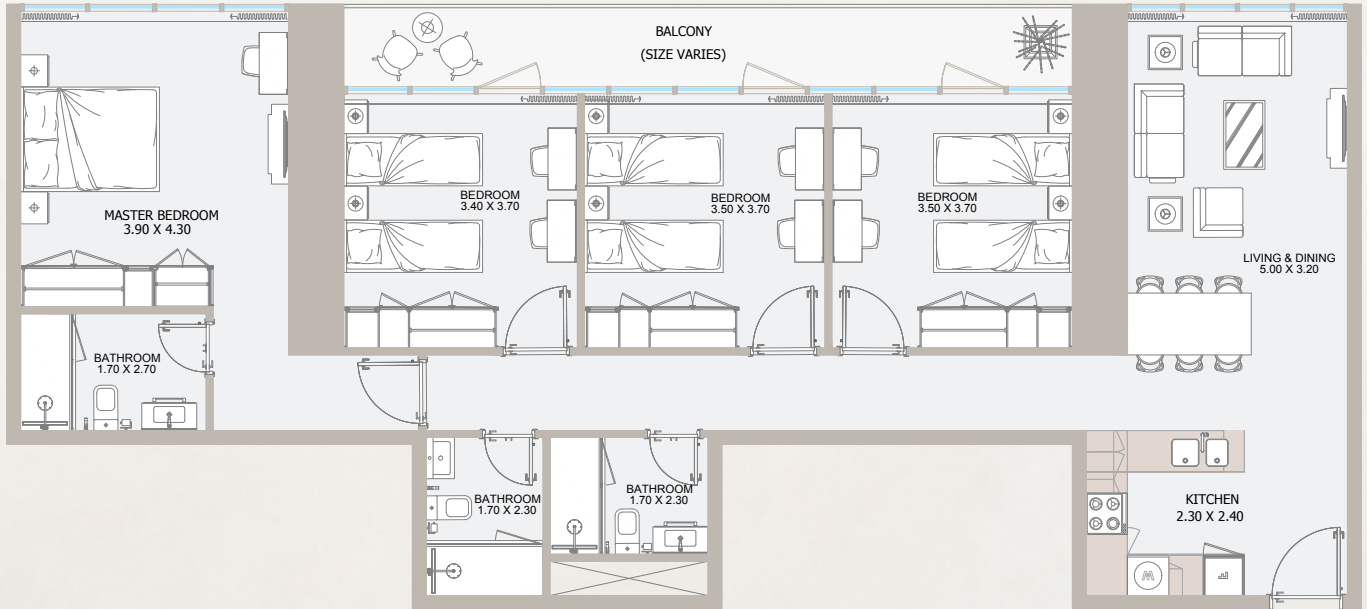 BALCONY
(SIZE VARIES)
MASTER BEDROOM
3.90 X 4.30
BEDROOM
3.40 X 3.70
BEDROOM
3.50 X 3.70
BEDROOM
3.50 X 3.70
LIVING & DINING
5.00 X 3.20
BATHROOM
1.70 X 2.70
BATHROOM
1.70 X 2.30
BATHROOM
1.70 X 2.30
KITCHEN
2.30 X 2.40
W
F